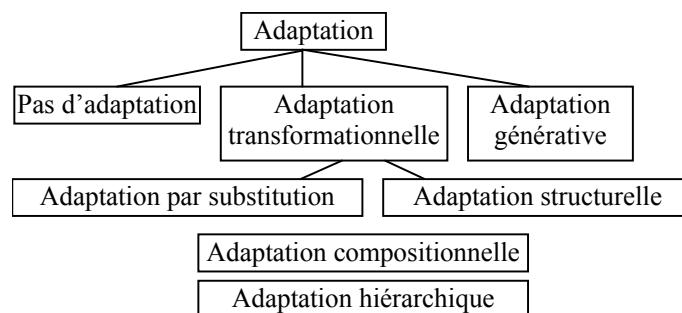 Adaptation
Pas d’adaptation
Adaptation
transformationnelle
Adaptation
générative
Adaptation par substitution
Adaptation structurelle
Adaptation compositionnelle
Adaptation hiérarchique